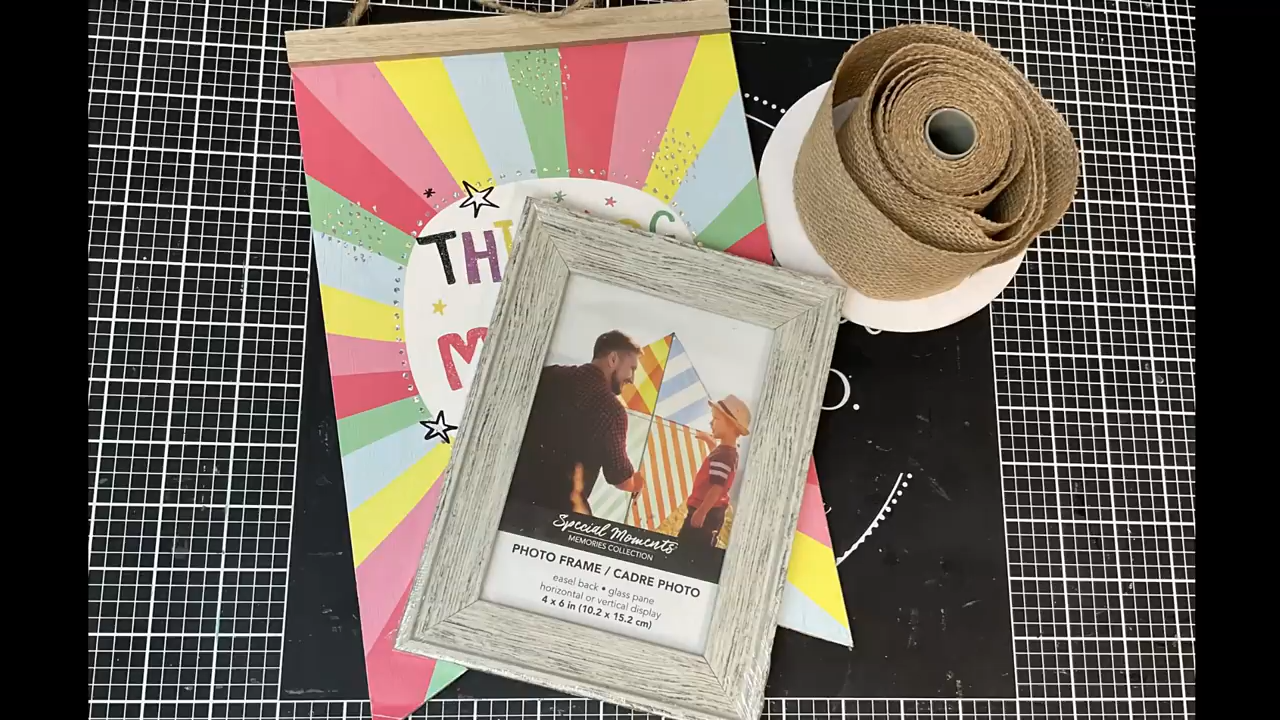 Special Moments
MEMORIES COLLECTION
PHOTO FRAME / CADRE PHOTO
easel back • glass pane
horizontal or vertical display
4 x 6 in (10.2 x 15.2 cm)